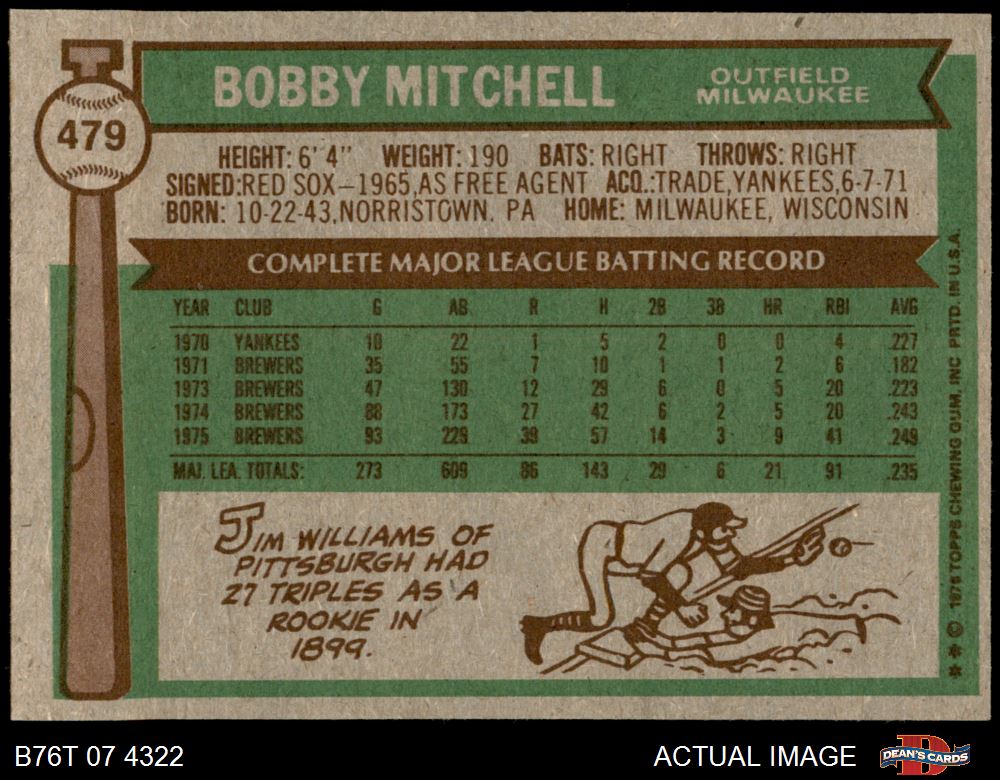 BOBBY MITCHELL
OUTFIELD
MILWAUKEE
479
HEIGHT: 6'4" WEIGHT: 190 BATS: RIGHT THROWS: RIGHT
SIGNED:RED SOX–1965,AS FREE AGENT ACQ.:TRADE,YANKEES,6-7-71
BORN: 10-22-43,NORRISTOWN. PA HOME: MILWAUKEE, WISCONSIN
COMPLETE MAJOR LEAGUE BATTING RECORD
YEAR CLUB G AB R H 2B 3B HR RBI AVG
1970 YANKEES 10 22 1 5 2 0 0 4 .227
1971 BREWERS 35 55 7 10 1 1 2 6 .182
1973 BREWERS 47 130 12 29 6 0 5 20 .223
1974 BREWERS 88 173 27 42 6 2 5 20 .243
1975 BREWERS 93 229 39 57 14 3 9 41 .249
MAJ. LEA. TOTALS: 273 609 86 143 29 6 21 91 .235
JIM WILLIAMS OF
PITTSBURGH HAD
27 TRIPLES AS A
ROOKIE IN
1899.
** © 1976 TOPPS CHEWING GUM, INC PRTD. IN U.S.A.
B76T 07 4322
ACTUAL IMAGE
DEAN'S CARDS